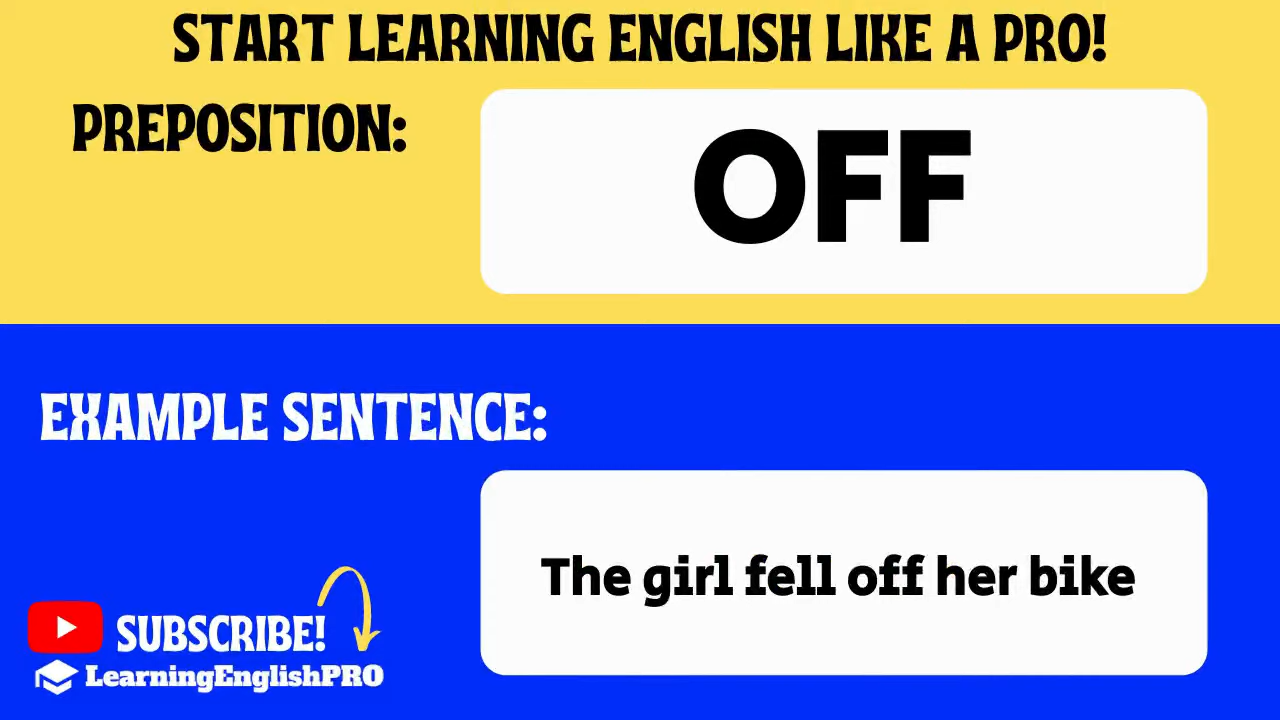 START LEARNING ENGLISH LIKE A PRO!
PREPOSITION:
OFF
EXAMPLE SENTENCE:
The girl fell off her bike
SUBSCRIBE!
LearningEnglishPRO